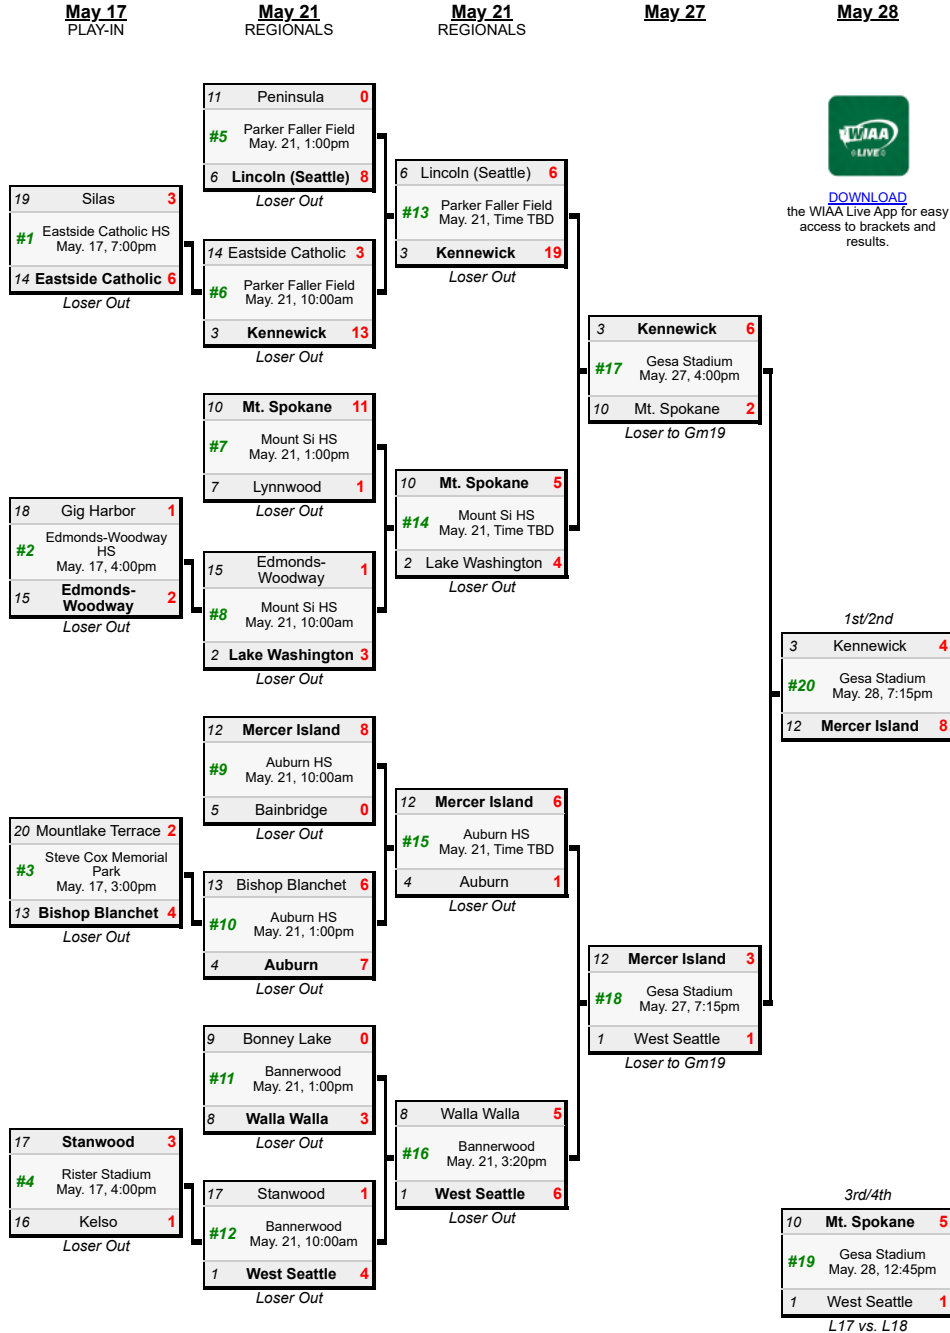 May 17
PLAY-IN
May 21
REGIONALS
May 21
REGIONALS
May 27
May 28
WIAA
LIVE
DOWNLOAD
the WIAA Live App for easy
access to brackets and
results.
19 Silas 3
#1 Eastside Catholic HS
May. 17, 7:00pm
14 Eastside Catholic 6
Loser Out
18 Gig Harbor 1
#2 Edmonds-Woodway
HS
May. 17, 4:00pm
15 Edmonds-
Woodway 2
Loser Out
20 Mountlake Terrace 2
#3 Steve Cox Memorial
Park
May. 17, 3:00pm
13 Bishop Blanchet 4
Loser Out
17 Stanwood 3
#4 Rister Stadium
May. 17, 4:00pm
16 Kelso 1
Loser Out
11 Peninsula 0
#5 Parker Faller Field
May. 21, 1:00pm
6 Lincoln (Seattle) 8
Loser Out
14 Eastside Catholic 3
#6 Parker Faller Field
May. 21, 10:00am
3 Kennewick 13
Loser Out
10 Mt. Spokane 11
#7 Mount Si HS
May. 21, 1:00pm
7 Lynnwood 1
Loser Out
15 Edmonds-
Woodway 1
#8 Mount Si HS
May. 21, 10:00am
2 Lake Washington 3
Loser Out
12 Mercer Island 8
#9 Auburn HS
May. 21, 10:00am
5 Bainbridge 0
Loser Out
13 Bishop Blanchet 6
#10 Auburn HS
May. 21, 1:00pm
4 Auburn 7
Loser Out
9 Bonney Lake 0
#11 Bannerwood
May. 21, 1:00pm
8 Walla Walla 3
Loser Out
17 Stanwood 1
#12 Bannerwood
May. 21, 10:00am
1 West Seattle 4
Loser Out
6 Lincoln (Seattle) 6
#13 Parker Faller Field
May. 21, Time TBD
3 Kennewick 19
Loser Out
10 Mt. Spokane 5
#14 Mount Si HS
May. 21, Time TBD
2 Lake Washington 4
Loser Out
12 Mercer Island 6
#15 Auburn HS
May. 21, Time TBD
4 Auburn 1
Loser Out
8 Walla Walla 5
#16 Bannerwood
May. 21, 3:20pm
1 West Seattle 6
Loser Out
3 Kennewick 6
#17 Gesa Stadium
May. 27, 4:00pm
10 Mt. Spokane 2
Loser to Gm19
12 Mercer Island 3
#18 Gesa Stadium
May. 27, 7:15pm
1 West Seattle 1
Loser to Gm19
1st/2nd
3 Kennewick 4
#20 Gesa Stadium
May. 28, 7:15pm
12 Mercer Island 8
3rd/4th
10 Mt. Spokane 5
#19 Gesa Stadium
May. 28, 12:45pm
1 West Seattle 1
L17 vs. L18